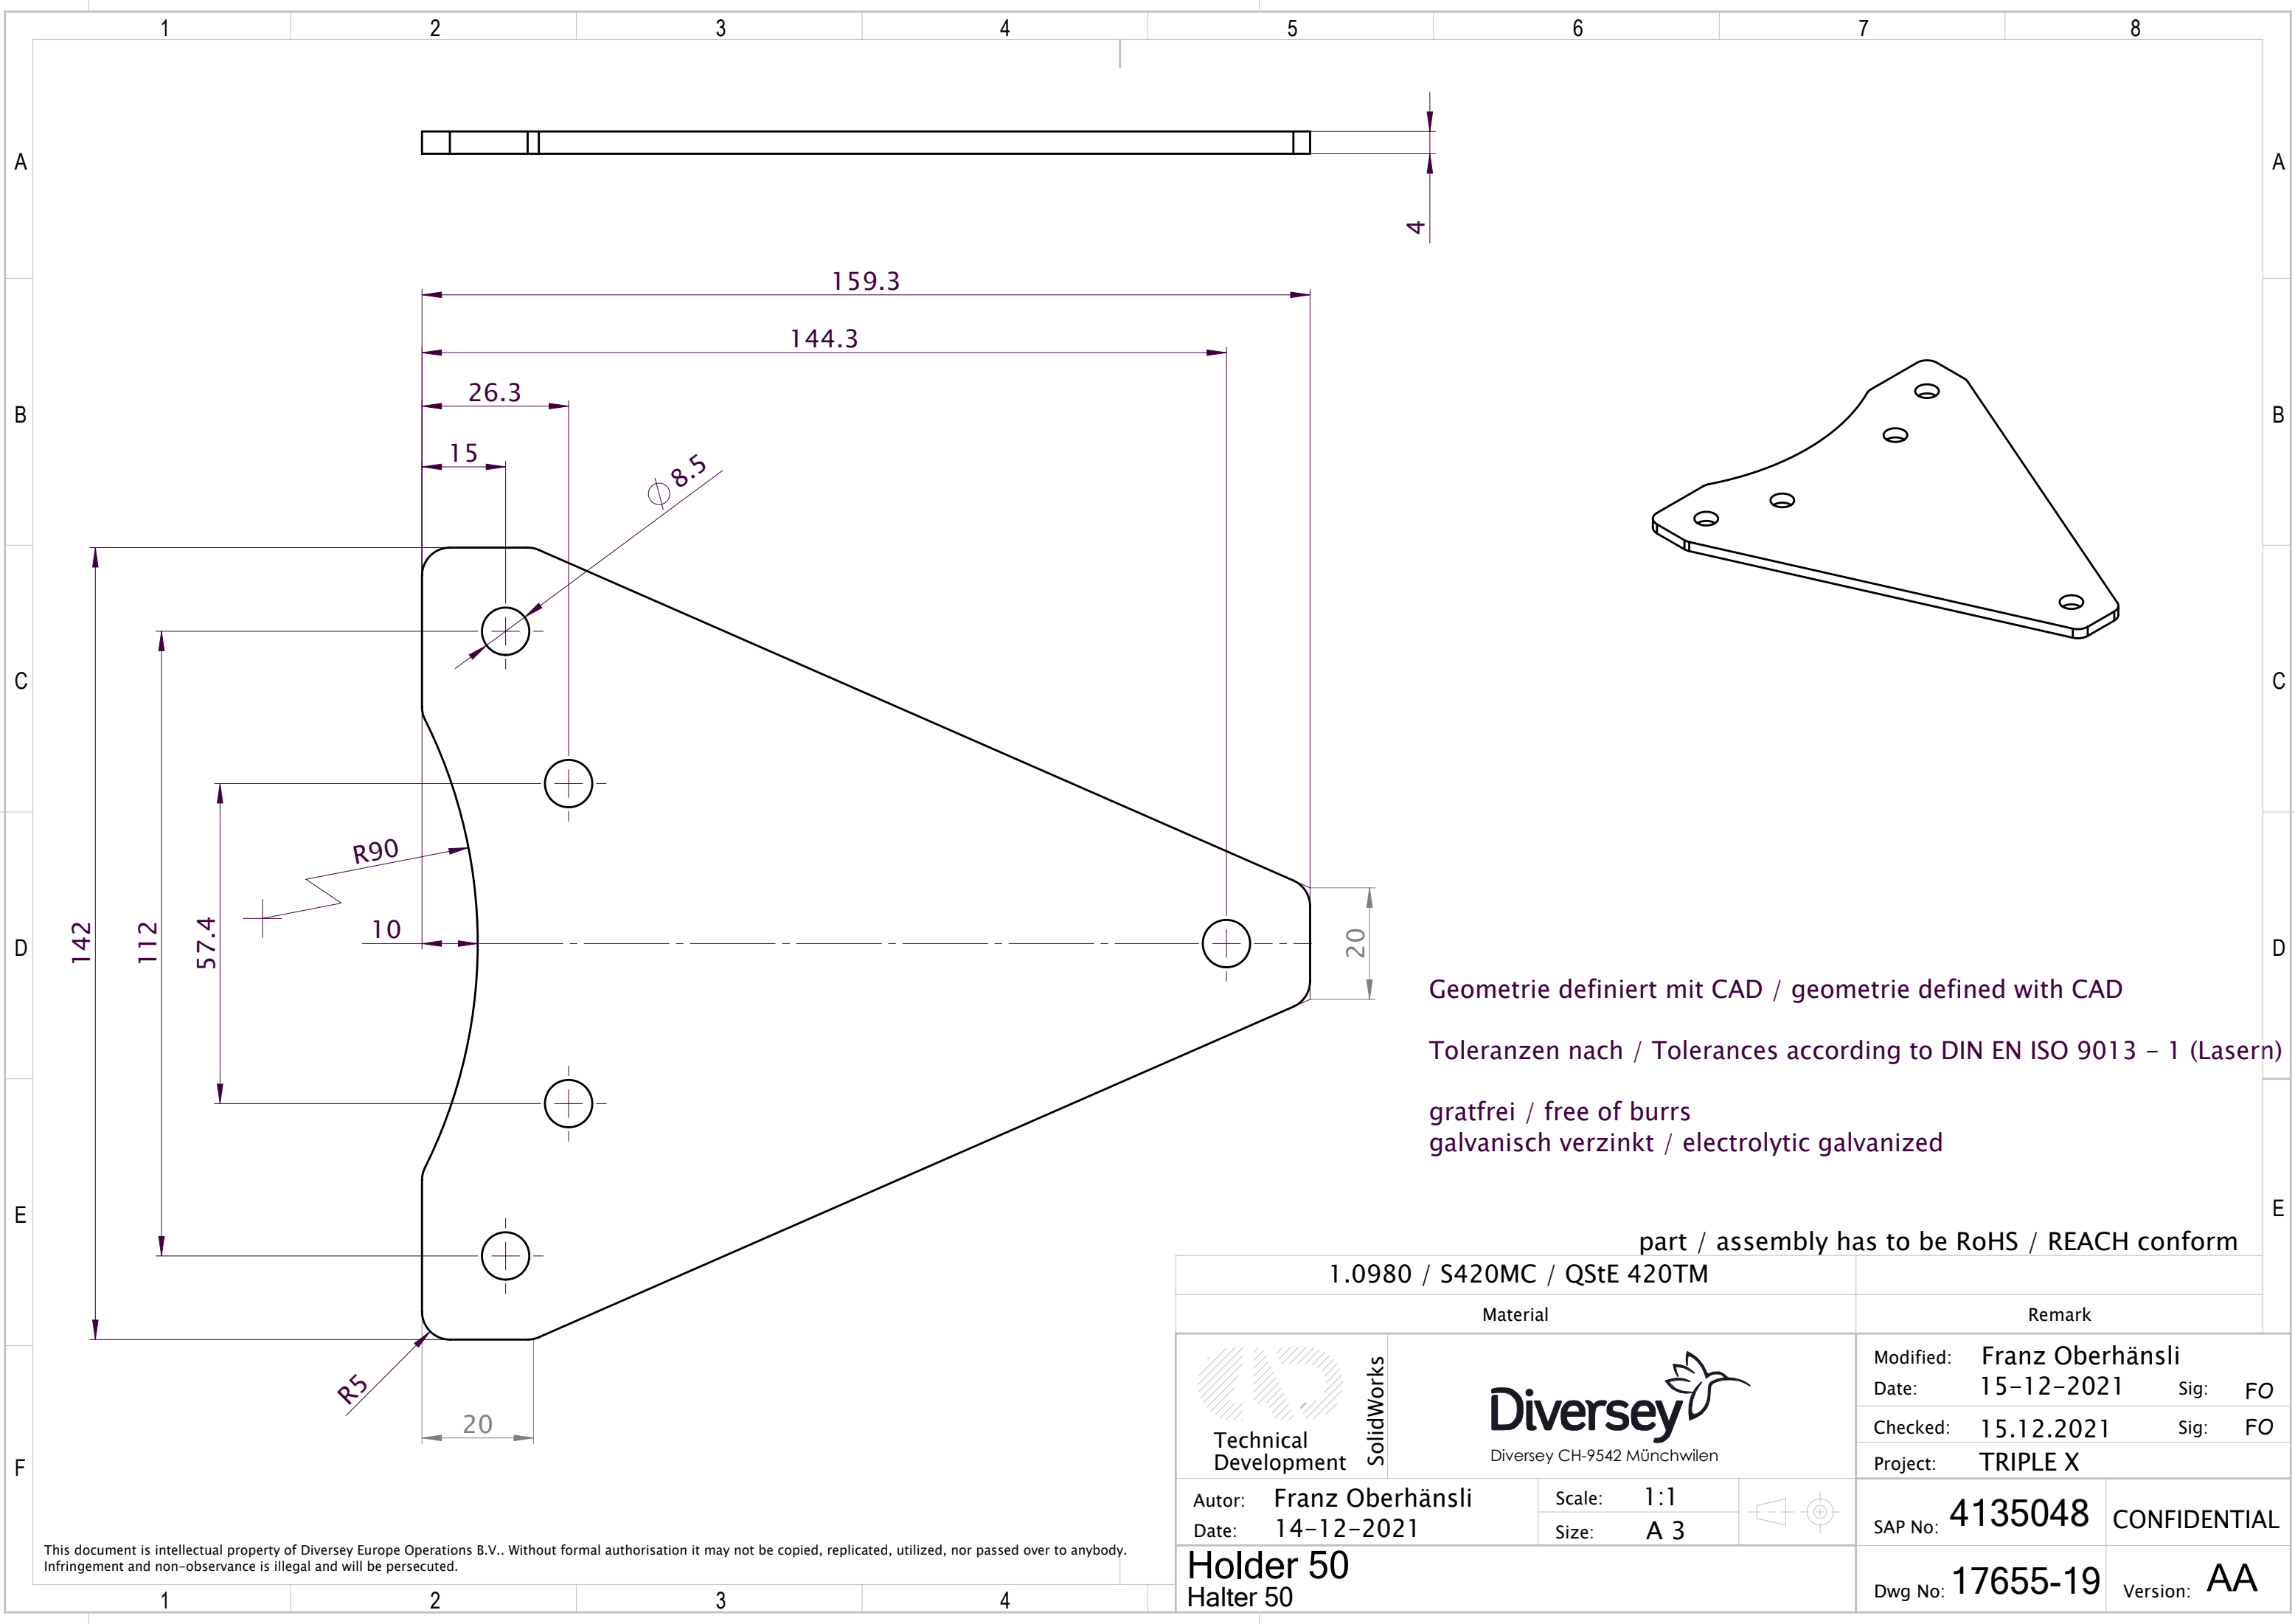 1 2 3 4 5 6 7 8
A A
4
159.3
144.3
26.3
B B
15
Ø 8.5
C C
R90
10
142
112
57.4
20
D D
Geometrie definiert mit CAD / geometrie defined with CAD
Toleranzen nach / Tolerances according to DIN EN ISO 9013 - 1 (Lasern)
gratfrei / free of burrs
galvanisch verzinkt / electrolytic galvanized
E E
part / assembly has to be RoHS / REACH conform
R5
20
F
1.0980 / S420MC / QStE 420TM
Material
Remark
Technical
Development
SolidWorks
Diversey
Diversey CH-9542 Münchwilen
Modified: Franz Oberhänsli
Date: 15-12-2021 Sig: FO
Checked: 15.12.2021 Sig: FO
Project: TRIPLE X
Autor: Franz Oberhänsli
Date: 14-12-2021
Scale: 1:1
Size: A 3
SAP No: 4135048
CONFIDENTIAL
Holder 50
Halter 50
Dwg No: 17655-19
Version: AA
This document is intellectual property of Diversey Europe Operations B.V.. Without formal authorisation it may not be copied, replicated, utilized, nor passed over to anybody.
Infringement and non-observance is illegal and will be persecuted.
1 2 3 4